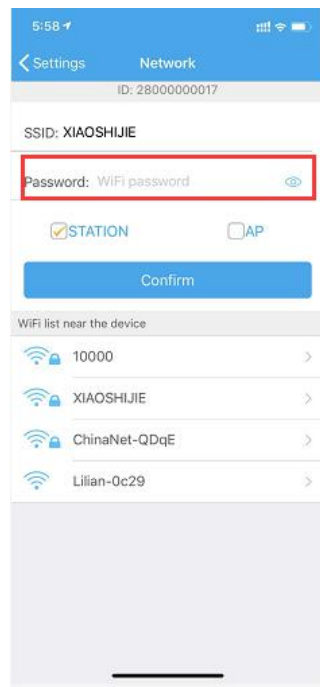 5:58
Settings Network
ID: 28000000017
SSID: XIAOSHIJIE
Password: WiFi password
STATION AP
Confirm
WiFi list near the device
10000
XIAOSHIJIE
ChinaNet-QDqE
Lilian-0c29